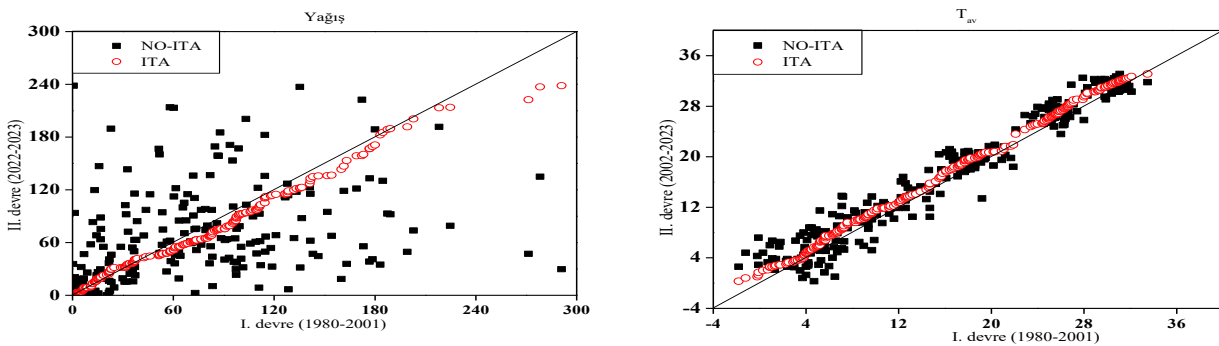 Yağış
300
240
180
120
60
0
NO-ITA
ITA
II. devre (2022-2023)
0 60 120 180 240 300
I. devre (1980-2001)
Tav
40
36
28
20
12
4
-4
NO-ITA
ITA
II. devre (2002-2023)
-4 4 12 20 28 36
I. devre (1980-2001)